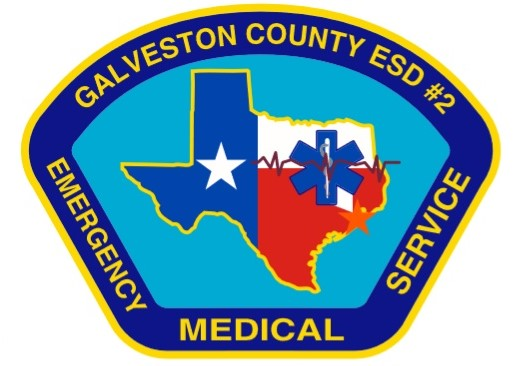 GALVESTON COUNTY ESD #2
EMERGENCY
MEDICAL
SERVICE